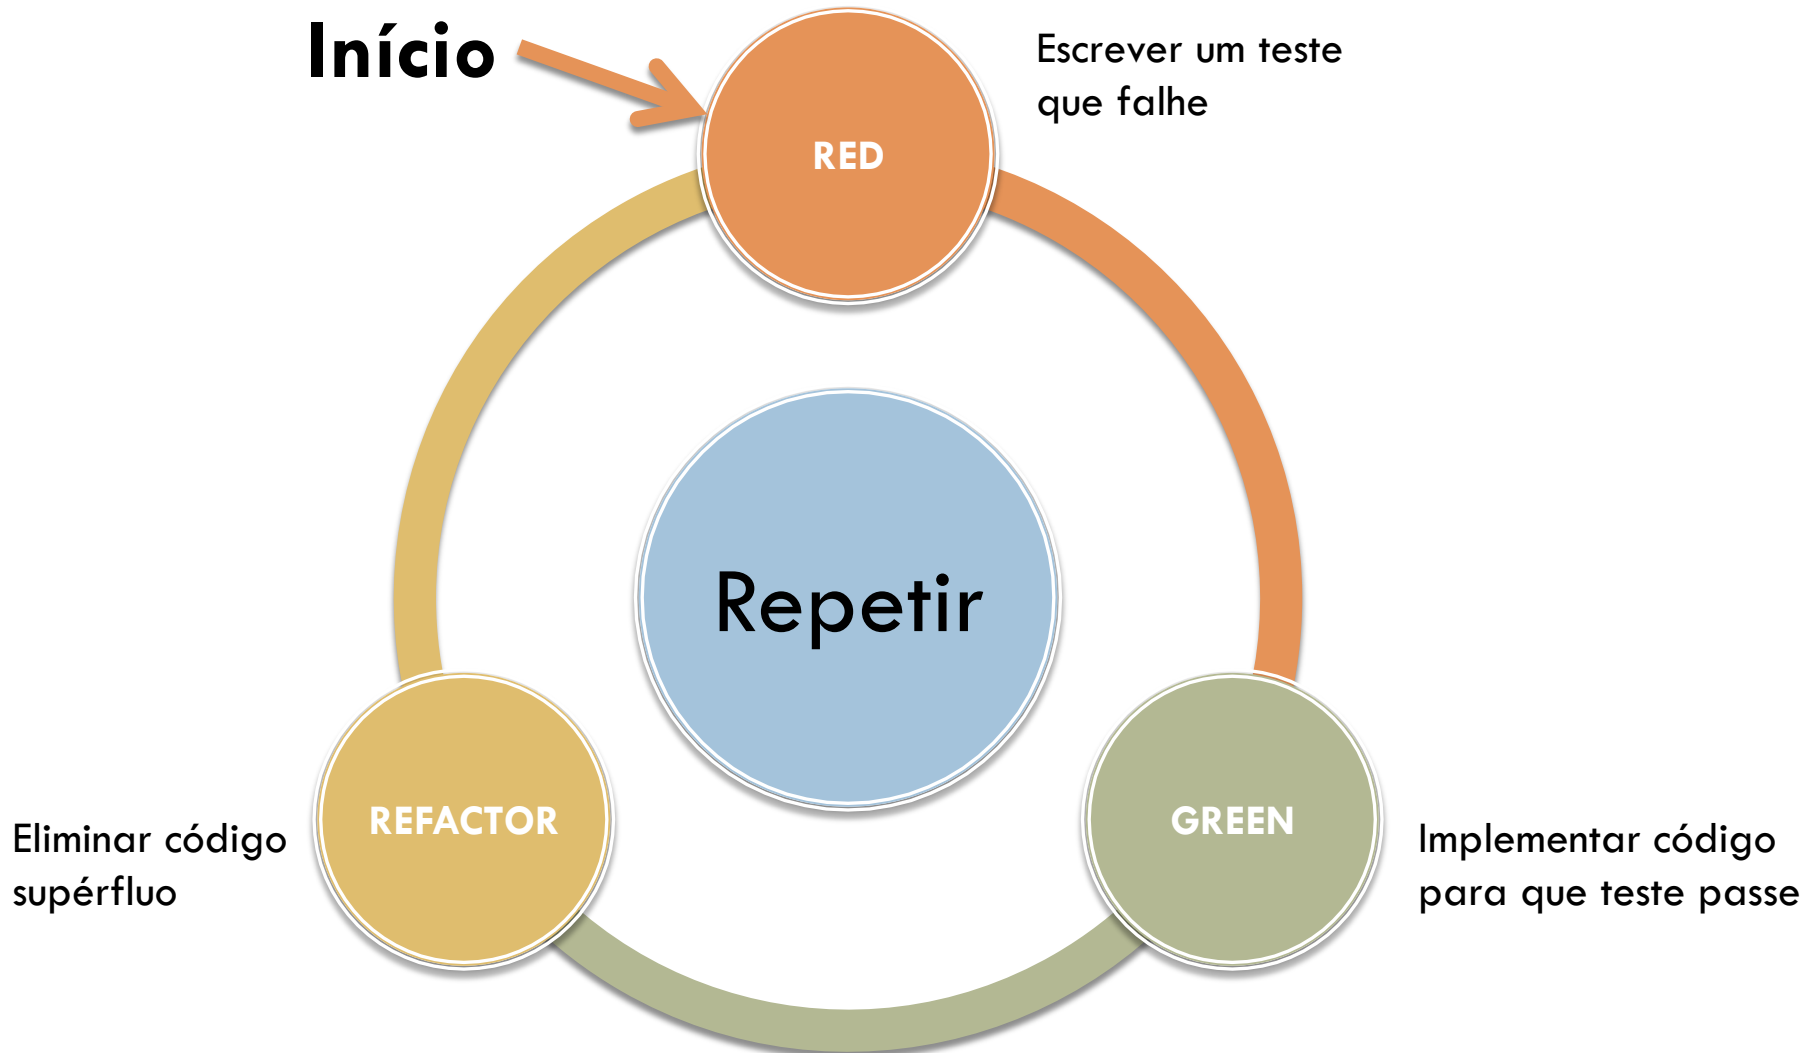 Início
Escrever um teste
que falhe
RED
Repetir
REFACTOR
GREEN
Eliminar código
supérfluo
Implementar código
para que teste passe